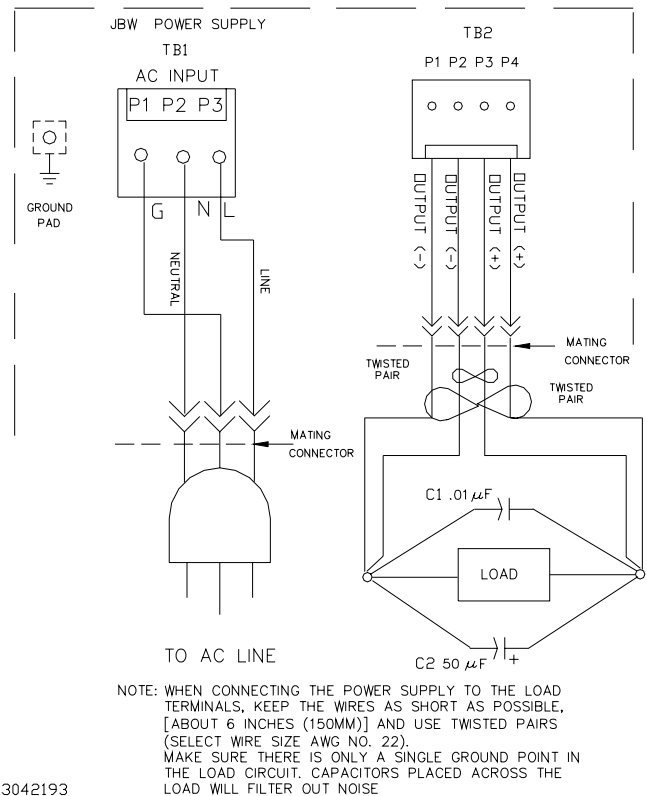 JBW POWER SUPPLY
TB1
AC INPUT
P1 P2 P3
G N L
NEUTRAL
LINE
GROUND
PAD
MATING
CONNECTOR
TO AC LINE
TB2
P1 P2 P3 P4
OUTPUT (-)
OUTPUT (-)
OUTPUT (+)
OUTPUT (+)
MATING
CONNECTOR
TWISTED
PAIR
TWISTED
PAIR
C1 .01 μF
LOAD
C2 50 μF +
NOTE: WHEN CONNECTING THE POWER SUPPLY TO THE LOAD
TERMINALS, KEEP THE WIRES AS SHORT AS POSSIBLE,
[ABOUT 6 INCHES (150MM)] AND USE TWISTED PAIRS
(SELECT WIRE SIZE AWG NO. 22).
MAKE SURE THERE IS ONLY A SINGLE GROUND POINT IN
THE LOAD CIRCUIT. CAPACITORS PLACED ACROSS THE
LOAD WILL FILTER OUT NOISE
3042193